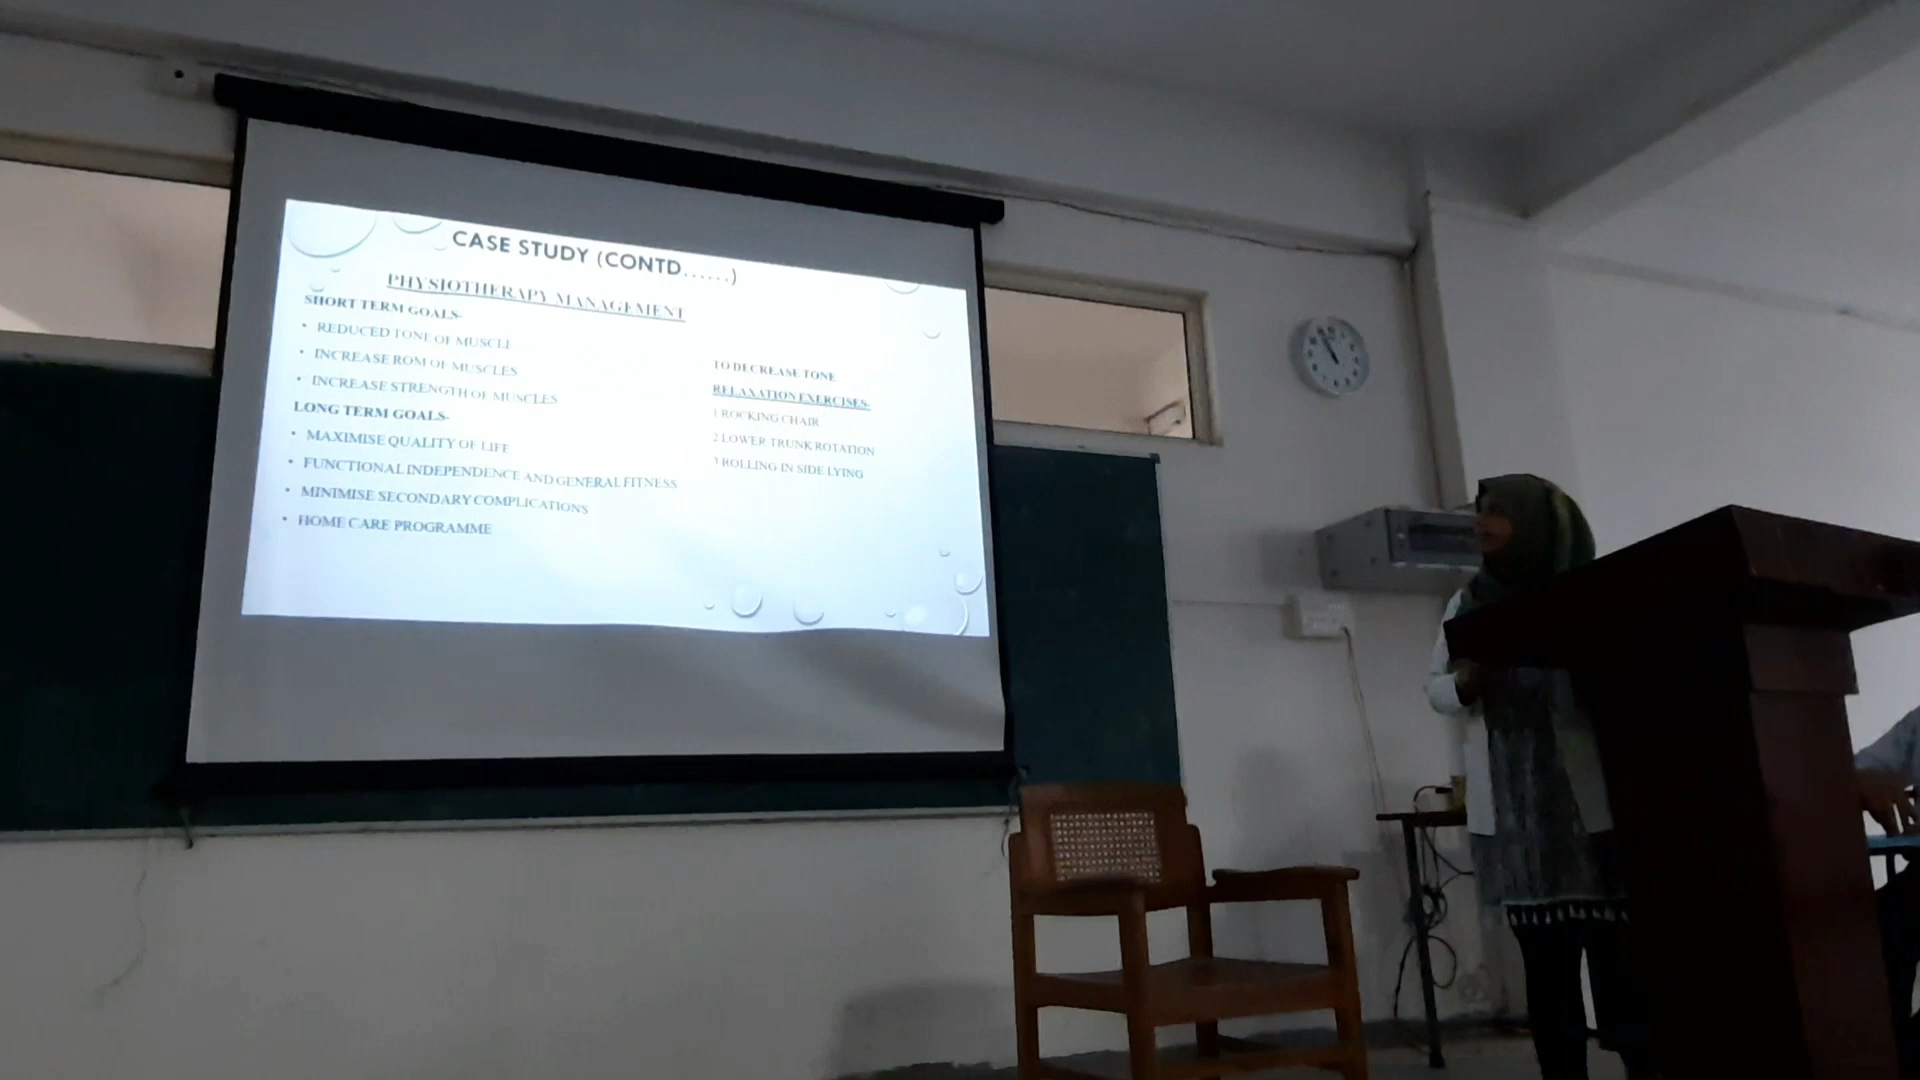 CASE STUDY (CONTD......)
PHYSIOTHERAPY MANAGEMENT
SHORT TERM GOALS-
• REDUCED TONE OF MUSCLE
• INCREASE ROM OF MUSCLES
• INCREASE STRENGTH OF MUSCLES
LONG TERM GOALS-
• MAXIMISE QUALITY OF LIFE
• FUNCTIONAL INDEPENDENCE AND GENERAL FITNESS
• MINIMISE SECONDARY COMPLICATIONS
• HOME CARE PROGRAMME
TO DECREASE TONE
RELAXATION EXERCISES-
1 ROCKING CHAIR
2 LOWER TRUNK ROTATION
3 ROLLING IN SIDE LYING